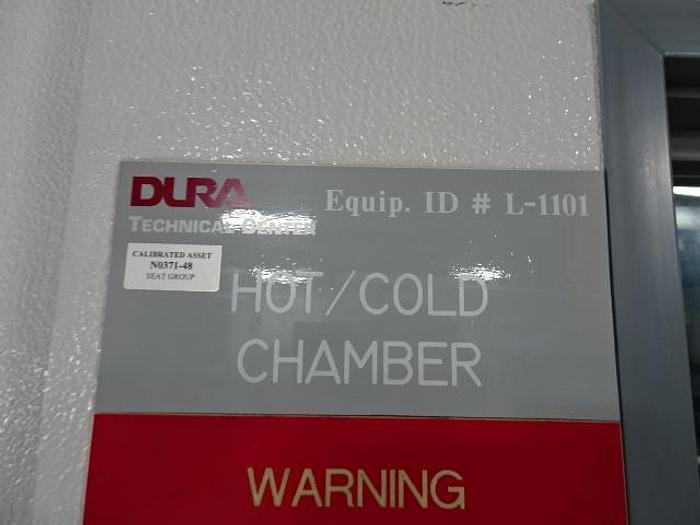 DURA
Equip. ID # L-1101
TECHNICAL CENTER
CALIBRATED ASSET
N0371-48
SEAT GROUP
HOT/COLD
CHAMBER
WARNING